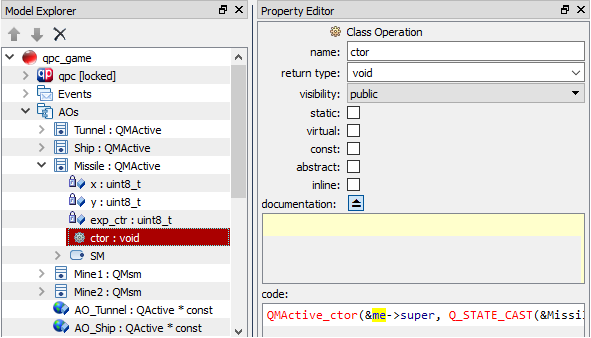 Model Explorer
qpc_game
qp qpc [locked]
Events
AOs
Tunnel : QMActive
Ship : QMActive
Missile : QMActive
x : uint8_t
y : uint8_t
exp_ctr : uint8_t
ctor : void
SM
Mine1 : QMsm
Mine2 : QMsm
AO_Tunnel : QActive * const
AO_Ship : QActive * const
Property Editor
Class Operation
name: ctor
return type: void
visibility: public
static:
virtual:
const:
abstract:
inline:
documentation:
code:
QMActive_ctor(&me->super, Q_STATE_CAST(&Missil